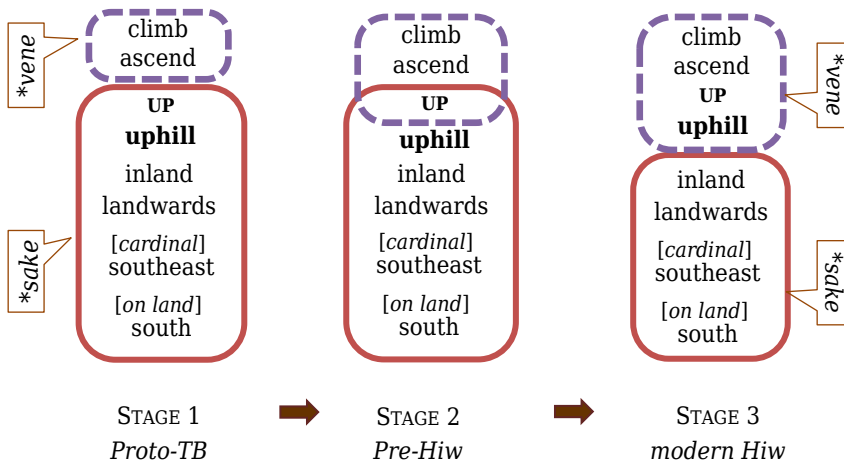 *vene
climb
ascend
UP
uphill
inland
landwards
[cardinal]
southeast
[on land]
south
*sake
STAGE 1
Proto-TB
climb
ascend
UP
uphill
inland
landwards
[cardinal]
southeast
[on land]
south
STAGE 2
Pre-Hiw
climb
ascend
UP
uphill
*vene
inland
landwards
[cardinal]
southeast
[on land]
south
*sake
STAGE 3
modern Hiw